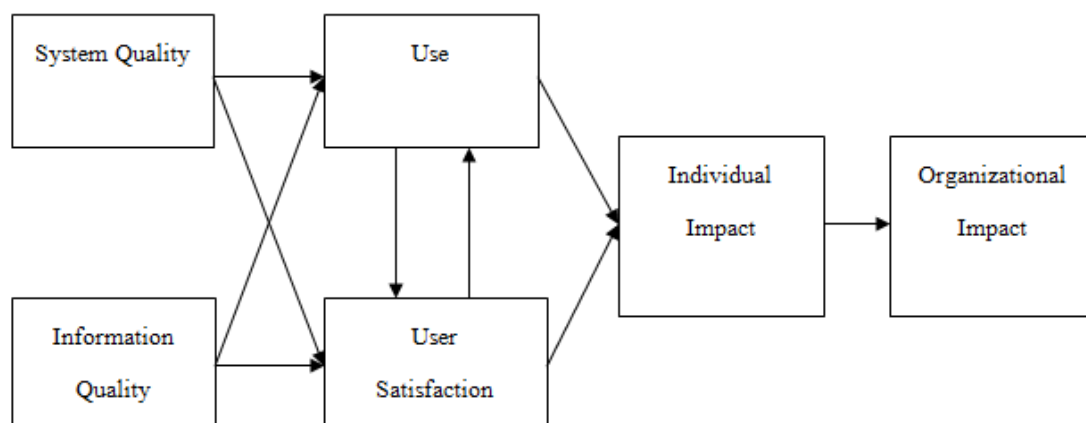 System Quality
Use
Individual
Impact
Organizational
Impact
Information
Quality
User
Satisfaction